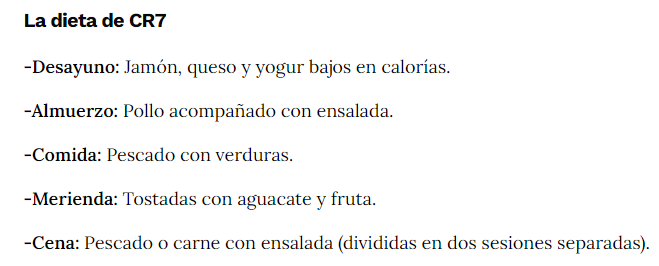 La dieta de CR7
-Desayuno: Jamón, queso y yogur bajos en calorías.
-Almuerzo: Pollo acompañado con ensalada.
-Comida: Pescado con verduras.
-Merienda: Tostadas con aguacate y fruta.
-Cena: Pescado o carne con ensalada (divididas en dos sesiones separadas).